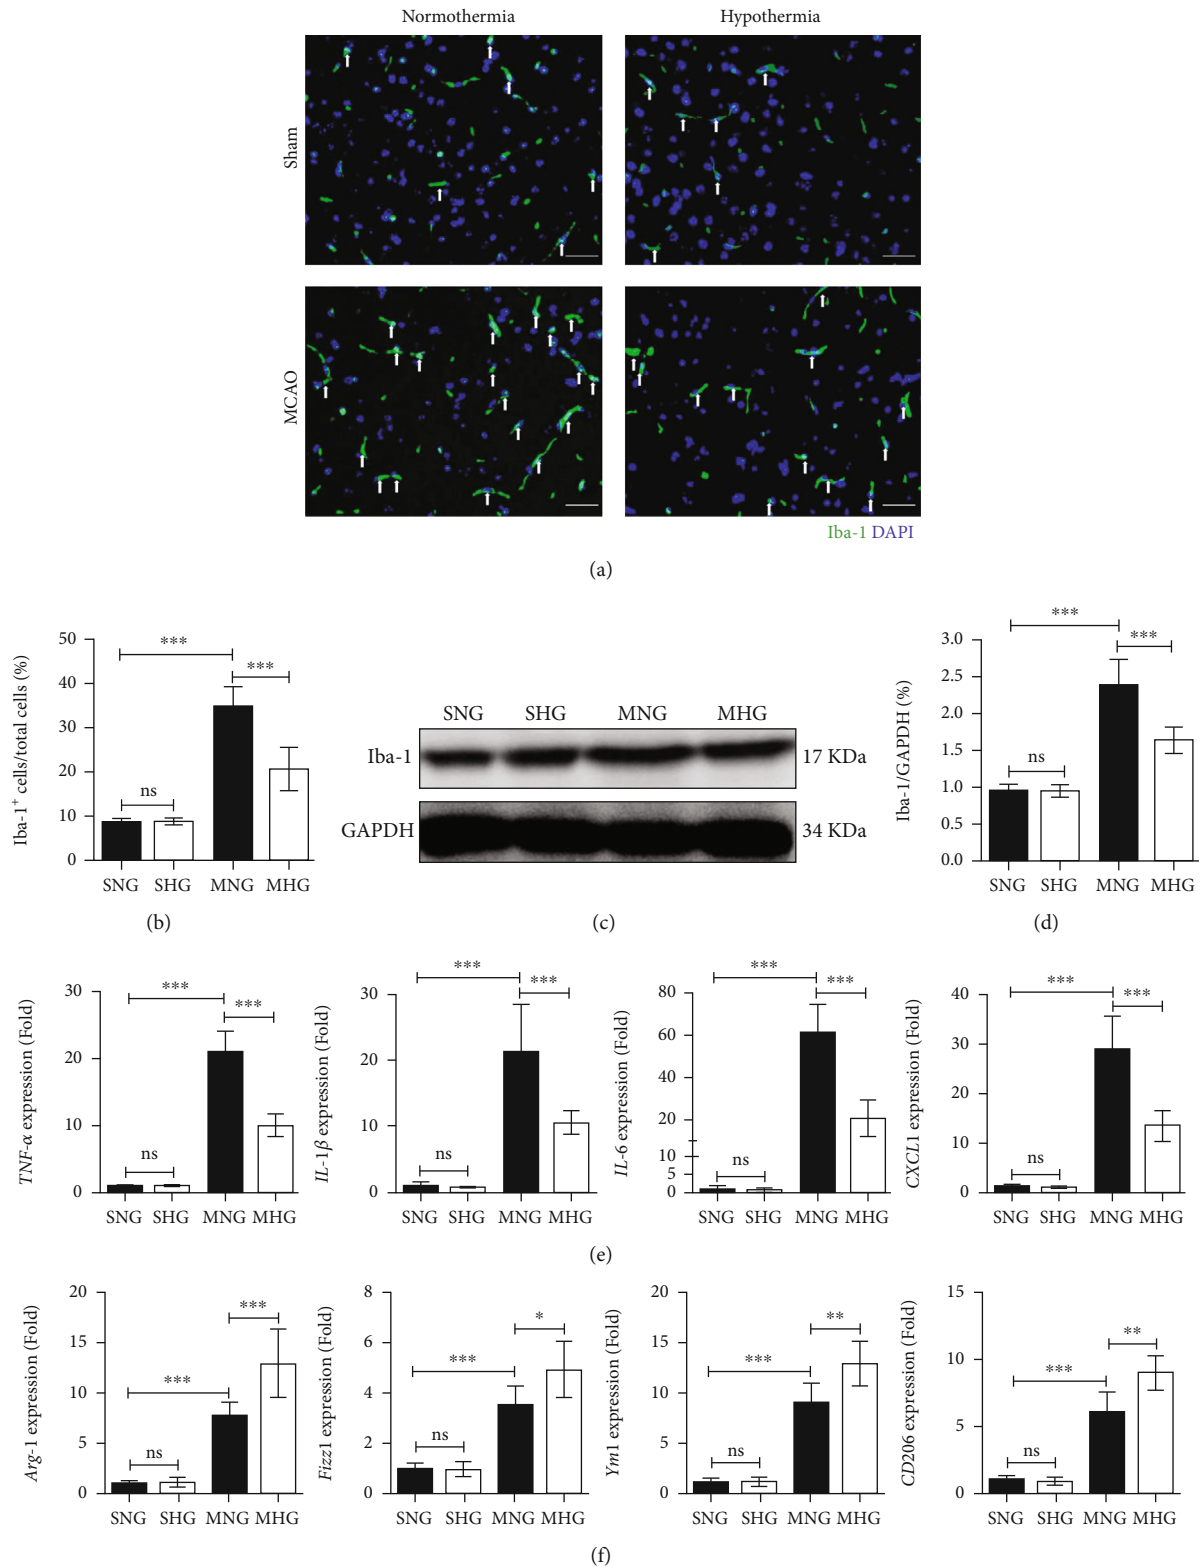 Normothermia Hypothermia
Sham
MCAO
Iba-1 DAPI
(a)
Iba-1⁺ cells/total cells (%)
50
40
30
20
10
0
***
***
ns
SNG SHG MNG MHG
(b)
SNG SHG MNG MHG
Iba-1 17 KDa
GAPDH 34 KDa
(c)
Iba-1/GAPDH (%)
3.0
2.5
2.0
1.5
1.0
0.5
0.0
***
***
ns
SNG SHG MNG MHG
(d)
TNF-α expression (Fold)
30
20
10
0
***
***
ns
SNG SHG MNG MHG
IL-1β expression (Fold)
30
20
10
0
***
***
ns
SNG SHG MNG MHG
IL-6 expression (Fold)
80
60
40
20
10
5
0
***
***
ns
SNG SHG MNG MHG
CXCL1 expression (Fold)
40
30
20
10
0
***
***
ns
SNG SHG MNG MHG
(e)
Arg-1 expression (Fold)
20
15
10
5
0
***
***
ns
SNG SHG MNG MHG
Fizz1 expression (Fold)
8
6
4
2
0
*
***
ns
SNG SHG MNG MHG
Ym1 expression (Fold)
20
15
10
5
0
**
***
ns
SNG SHG MNG MHG
CD206 expression (Fold)
15
10
5
0
**
***
ns
SNG SHG MNG MHG
(f)